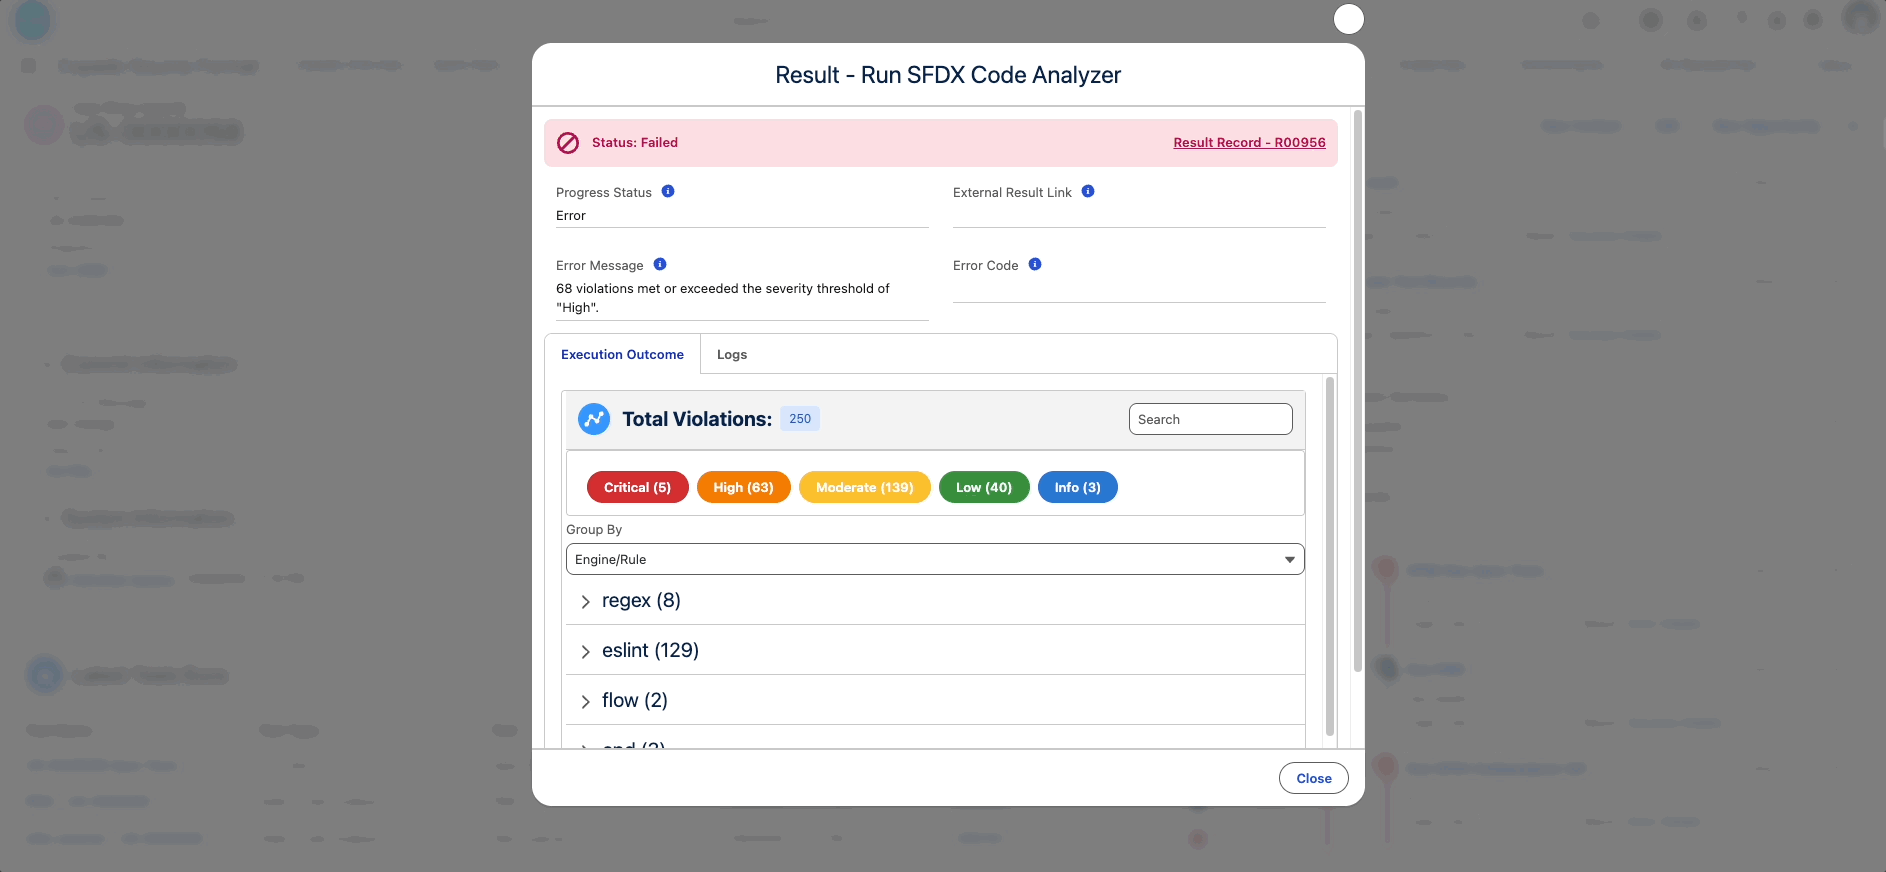 Result - Run SFDX Code Analyzer
Status: Failed
Result Record - R00956
Progress Status
Error
External Result Link
Error Message
68 violations met or exceeded the severity threshold of
"High".
Error Code
Execution Outcome
Logs
Total Violations: 250
Search
Critical (5)
High (63)
Moderate (139)
Low (40)
Info (3)
Group By
Engine/Rule
regex (8)
eslint (129)
flow (2)
Close